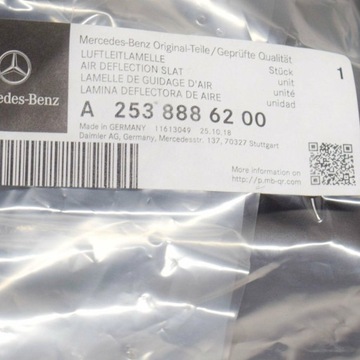 Mercedes-Benz Original-Teile/Geprüfte Qualität
LUFTLEITLAMELLE Stück 1
AIR DEFLECTION SLAT unit
LAMELLE DE GUIDAGE D'AIR unité
LAMINA DEFLECTORA DE AIRE unidad
edes-Benz
A 253 888 62 00
Made in GERMANY I1613049 25.10.18
Daimler AG, Germany, Mercedesstr. 137, 70327 Stuttgart
More information on
http://p.mb-qr.com/